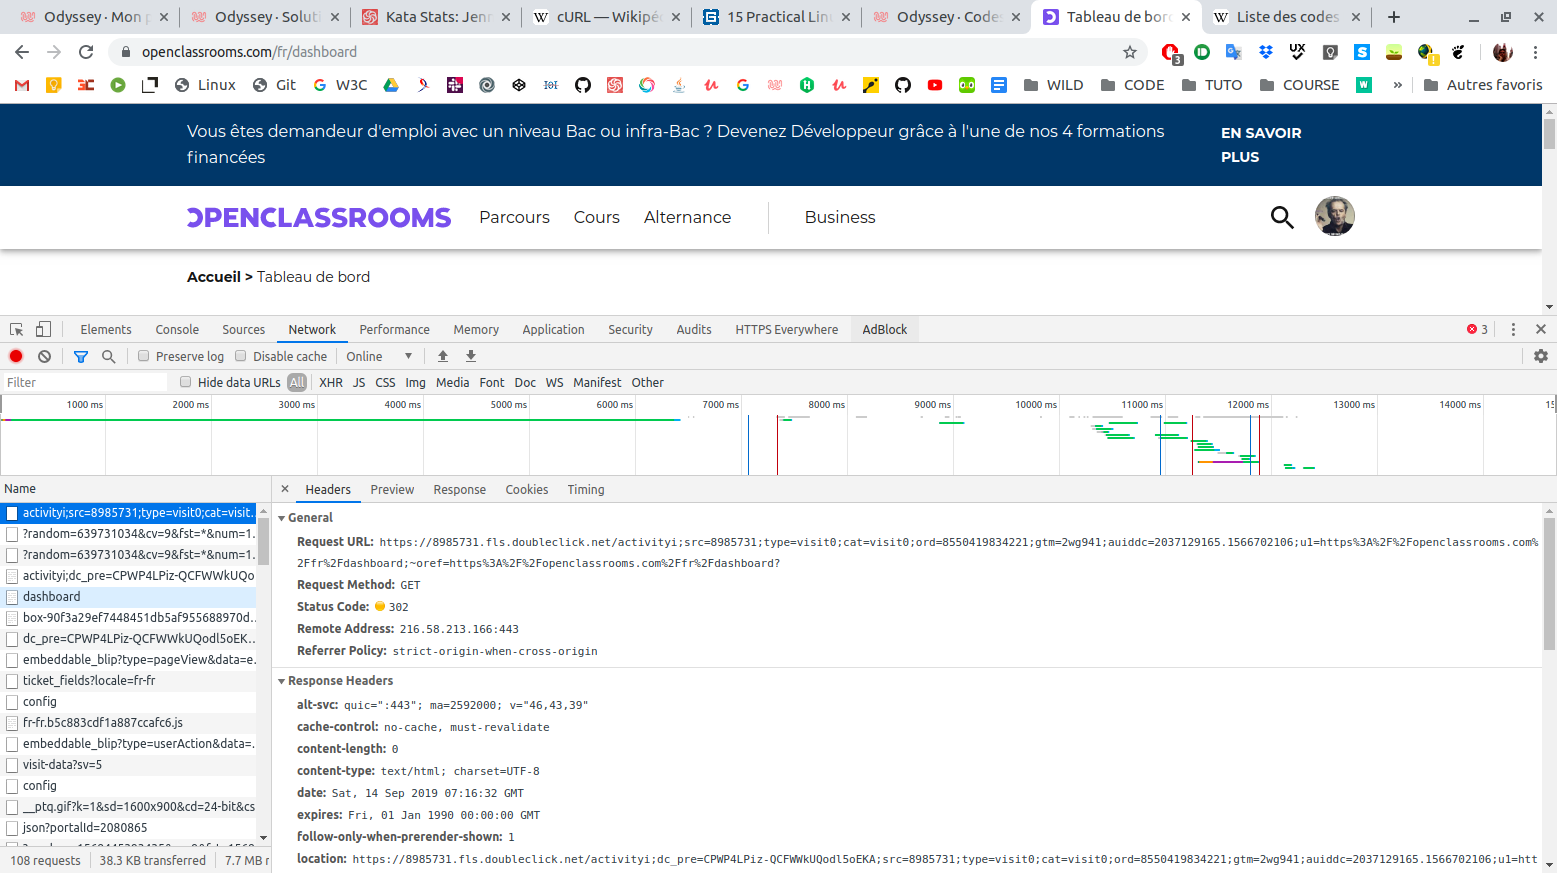 Odyssey · Mon
Odyssey · Solut
Kata Stats: Jenn
cURL — Wikipéd
15 Practical Linu
Odyssey · Codes
Tableau de bord
Liste des codes
openclassrooms.com/fr/dashboard
3
Linux
Git
W3C
WILD
CODE
TUTO
COURSE
»
Autres favoris
Vous êtes demandeur d'emploi avec un niveau Bac ou infra-Bac ? Devenez Développeur grâce à l'une de nos 4 formations
financées
EN SAVOIR
PLUS
OPENCLASSROOMS
Parcours
Cours
Alternance
Business
Accueil > Tableau de bord
Elements
Console
Sources
Network
Performance
Memory
Application
Security
Audits
HTTPS Everywhere
AdBlock
3
Preserve log
Disable cache
Online
Filter
Hide data URLs
All
XHR
JS
CSS
Img
Media
Font
Doc
WS
Manifest
Other
1000 ms
2000 ms
3000 ms
4000 ms
5000 ms
6000 ms
7000 ms
8000 ms
9000 ms
10000 ms
11000 ms
12000 ms
13000 ms
14000 ms
Name
activityi;src=8985731;type=visit0;cat=visit...
?random=639731034&cv=9&fst=*&num=1...
?random=639731034&cv=9&fst=*&num=1...
activityi;dc_pre=CPWP4LPiz-QCFWWkUQo
dashboard
box-90f3a29ef7448451db5af955688970d...
dc_pre=CPWP4LPiz-QCFWWkUQodl5oEK...
embeddable_blip?type=pageView&data=e...
ticket_fields?locale=fr-fr
config
fr-fr.b5c883cdf1a887ccafc6.js
embeddable_blip?type=userAction&data=...
visit-data?sv=5
config
__ptq.gif?k=1&sd=1600x900&cd=24-bit&cs
json?portalId=2080865
108 requests
38.3 KB transferred
7.7 MB r
Headers
Preview
Response
Cookies
Timing
General
Request URL: https://8985731.fls.doubleclick.net/activityi;src=8985731;type=visit0;cat=visit0;ord=8550419834221;gtm=2wg941;auiddc=2037129165.1566702106;u1=https%3A%2F%2Fopenclassrooms.com%
2Ffr%2Fdashboard;~oref=https%3A%2F%2Fopenclassrooms.com%2Ffr%2Fdashboard?
Request Method: GET
Status Code: 302
Remote Address: 216.58.213.166:443
Referrer Policy: strict-origin-when-cross-origin
Response Headers
alt-svc: quic=":443"; ma=2592000; v="46,43,39"
cache-control: no-cache, must-revalidate
content-length: 0
content-type: text/html; charset=UTF-8
date: Sat, 14 Sep 2019 07:16:32 GMT
expires: Fri, 01 Jan 1990 00:00:00 GMT
follow-only-when-prerender-shown: 1
location: https://8985731.fls.doubleclick.net/activityi;dc_pre=CPWP4LPiz-QCFWWkUQodl5oEKA;src=8985731;type=visit0;cat=visit0;ord=8550419834221;gtm=2wg941;auiddc=2037129165.1566702106;u1=htt